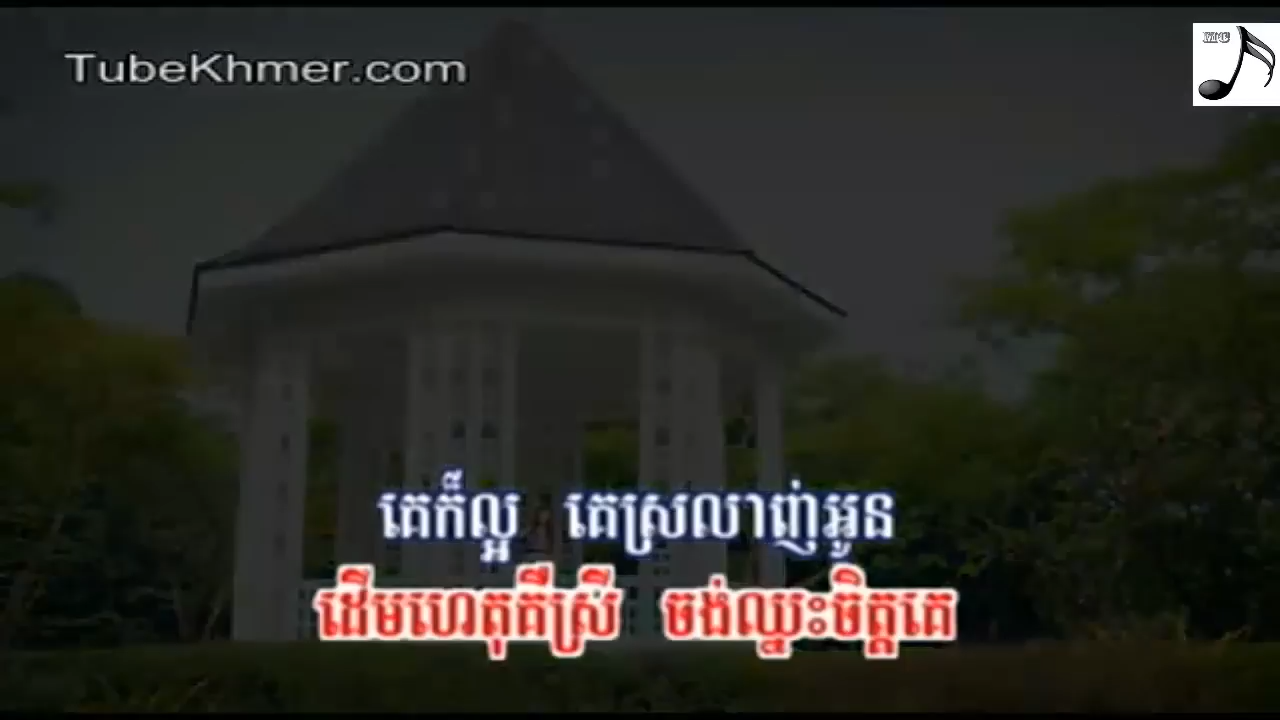 TubeKhmer.com
MNG
គេក៏ល្អ គេស្រលាញ់អូន
ដើមហេតុគឺស្រី ចង់ឈ្នះចិត្តគេ